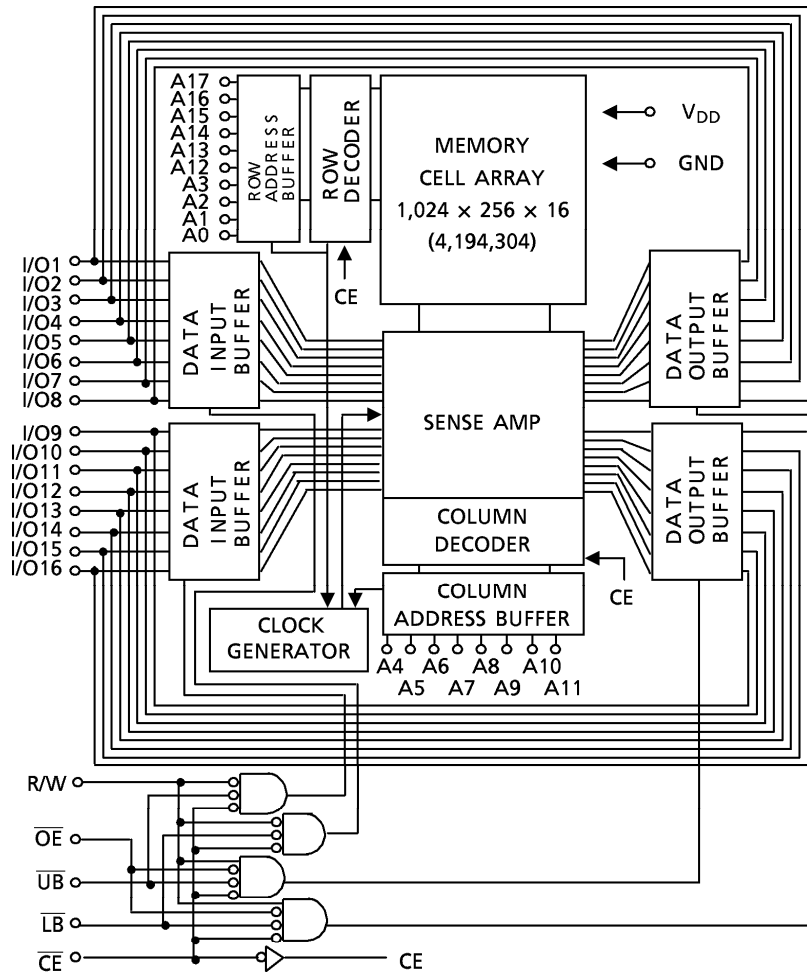 A17
A16
A15
A14
A13
A12
A3
A2
A1
A0
ROW
ADDRESS
BUFFER
ROW
DECODER
MEMORY
CELL ARRAY
1,024 × 256 × 16
(4,194,304)
VDD
GND
CE
I/O1
I/O2
I/O3
I/O4
I/O5
I/O6
I/O7
I/O8
DATA
INPUT
BUFFER
SENSE AMP
DATA
OUTPUT
BUFFER
I/O9
I/O10
I/O11
I/O12
I/O13
I/O14
I/O15
I/O16
DATA
INPUT
BUFFER
COLUMN
DECODER
DATA
OUTPUT
BUFFER
CE
CLOCK
GENERATOR
COLUMN
ADDRESS BUFFER
A4 A6 A8 A10
A5 A7 A9 A11
R/W
OE
UB
LB
CE
CE